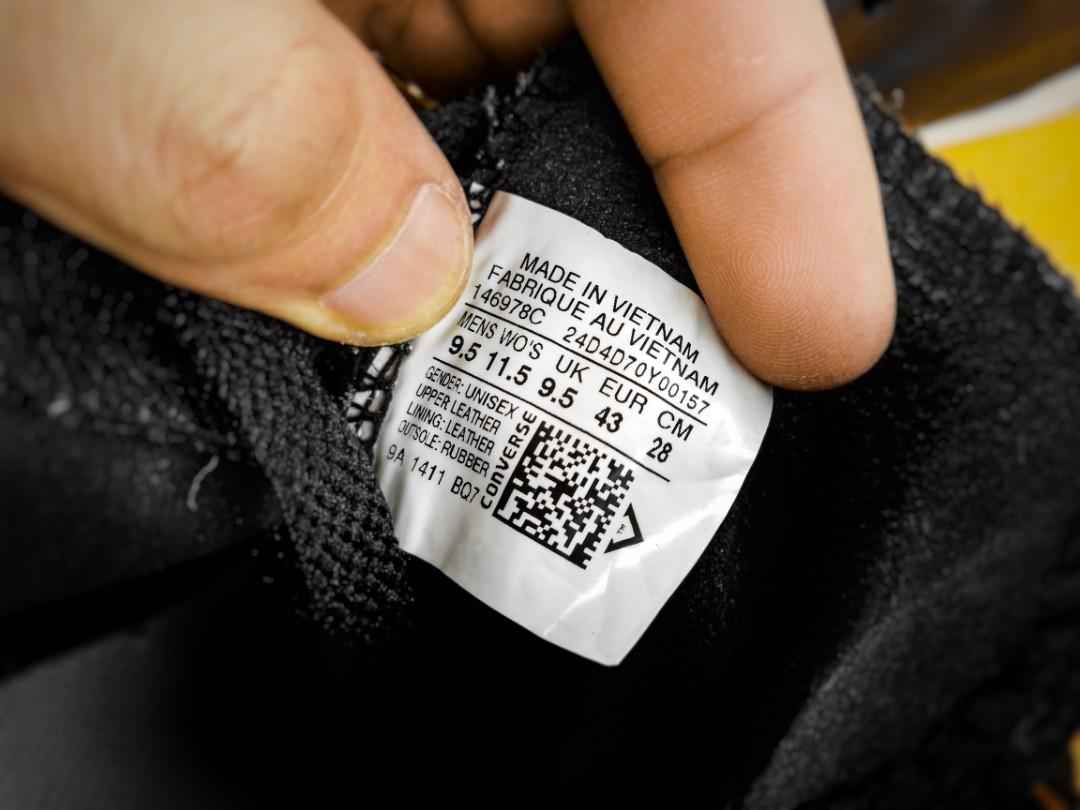 MADE IN VIETNAM
FABRIQUE AU VIETNAM
146978C 24D4D70Y00157
MENS WO'S UK EUR CM
9.5 11.5 9.5 43 28
GENDER: UNISEX
UPPER LEATHER
LINING: LEATHER
OUTSOLE: RUBBER
9A 1411 BQ7
CONVERSE